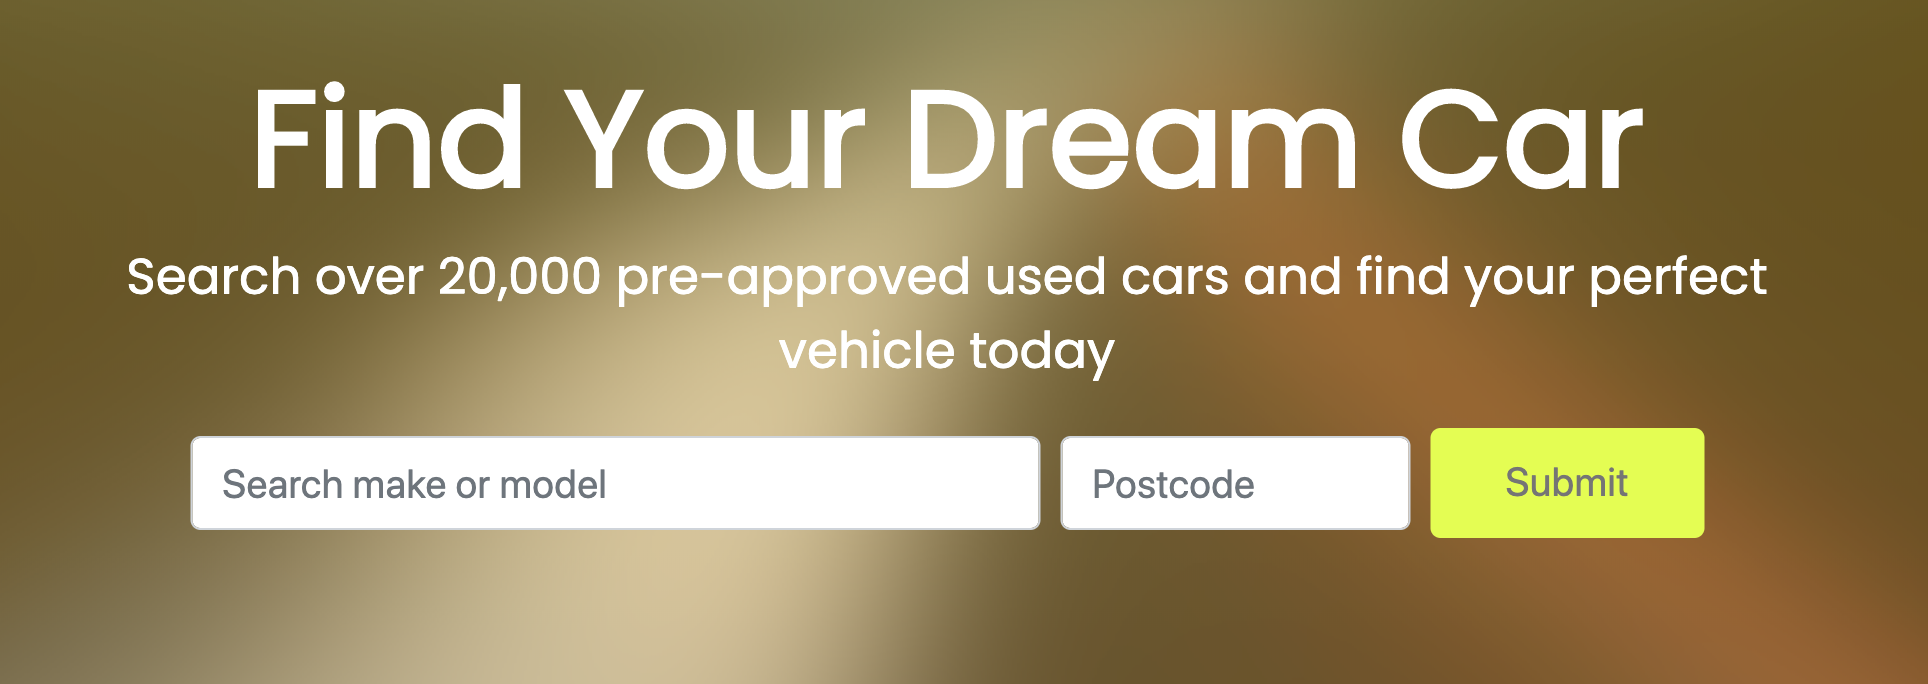 Find Your Dream Car
Search over 20,000 pre-approved used cars and find your perfect
vehicle today
Search make or model
Postcode
Submit